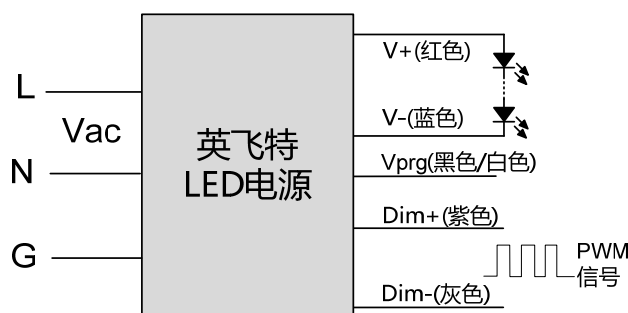 L
Vac
N
G
英飞特
LED电源
V+(红色)
V-(蓝色)
Vprg(黑色/白色)
Dim+(紫色)
PWM
信号
Dim-(灰色)